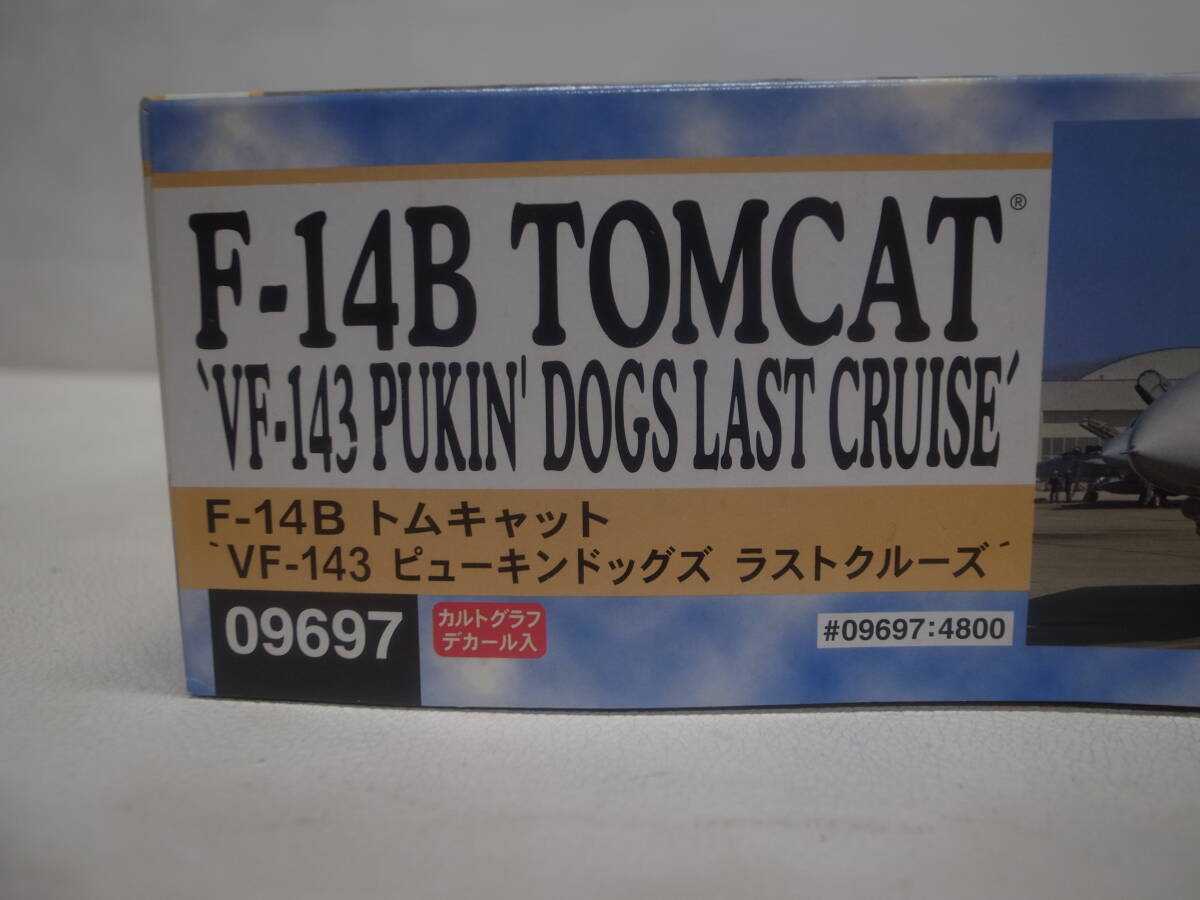 F-14B TOMCAT®
`VF-143 PUKIN' DOGS LAST CRUISE´
F-14B トムキャット
`VF-143 ピューキンドッグズ ラストクルーズ´
09697
カルトグラフ
デカール入
#09697:4800